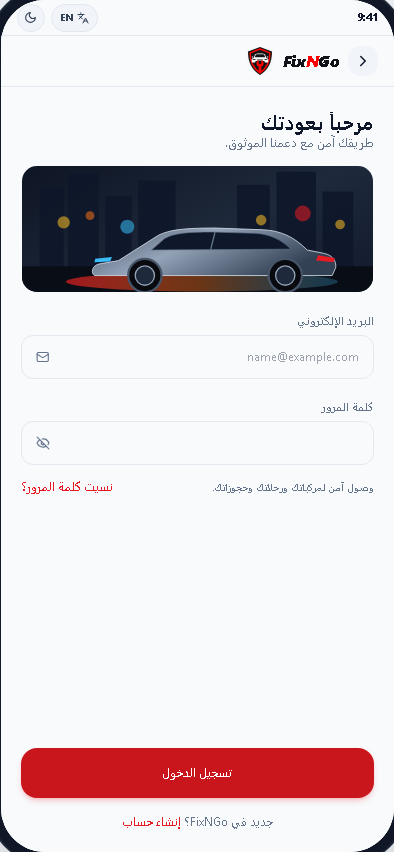 9:41
EN
FixNGo
مرحباً بعودتك
طريقك آمن مع دعمنا الموثوق.
البريد الإلكتروني
name@example.com
كلمة المرور
وصول آمن لمركباتك ورحلاتك وحجوزاتك.
نسيت كلمة المرور؟
تسجيل الدخول
جديد في FixNGo؟ إنشاء حساب